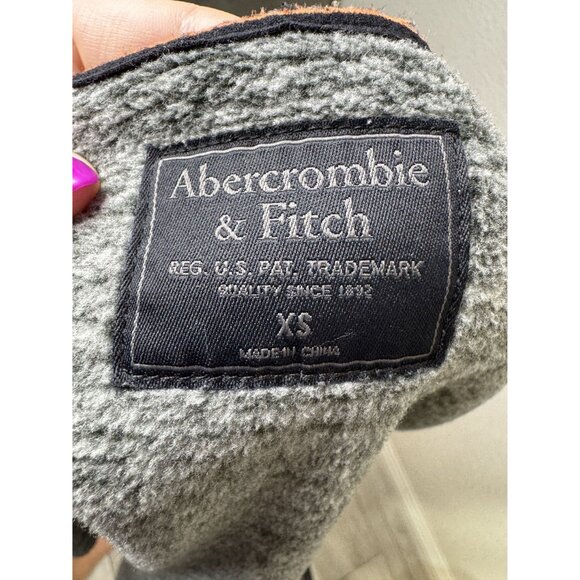 Abercrombie
& Fitch
REG. U.S. PAT. TRADEMARK
QUALITY SINCE 1892
XS
MADE IN CHINA